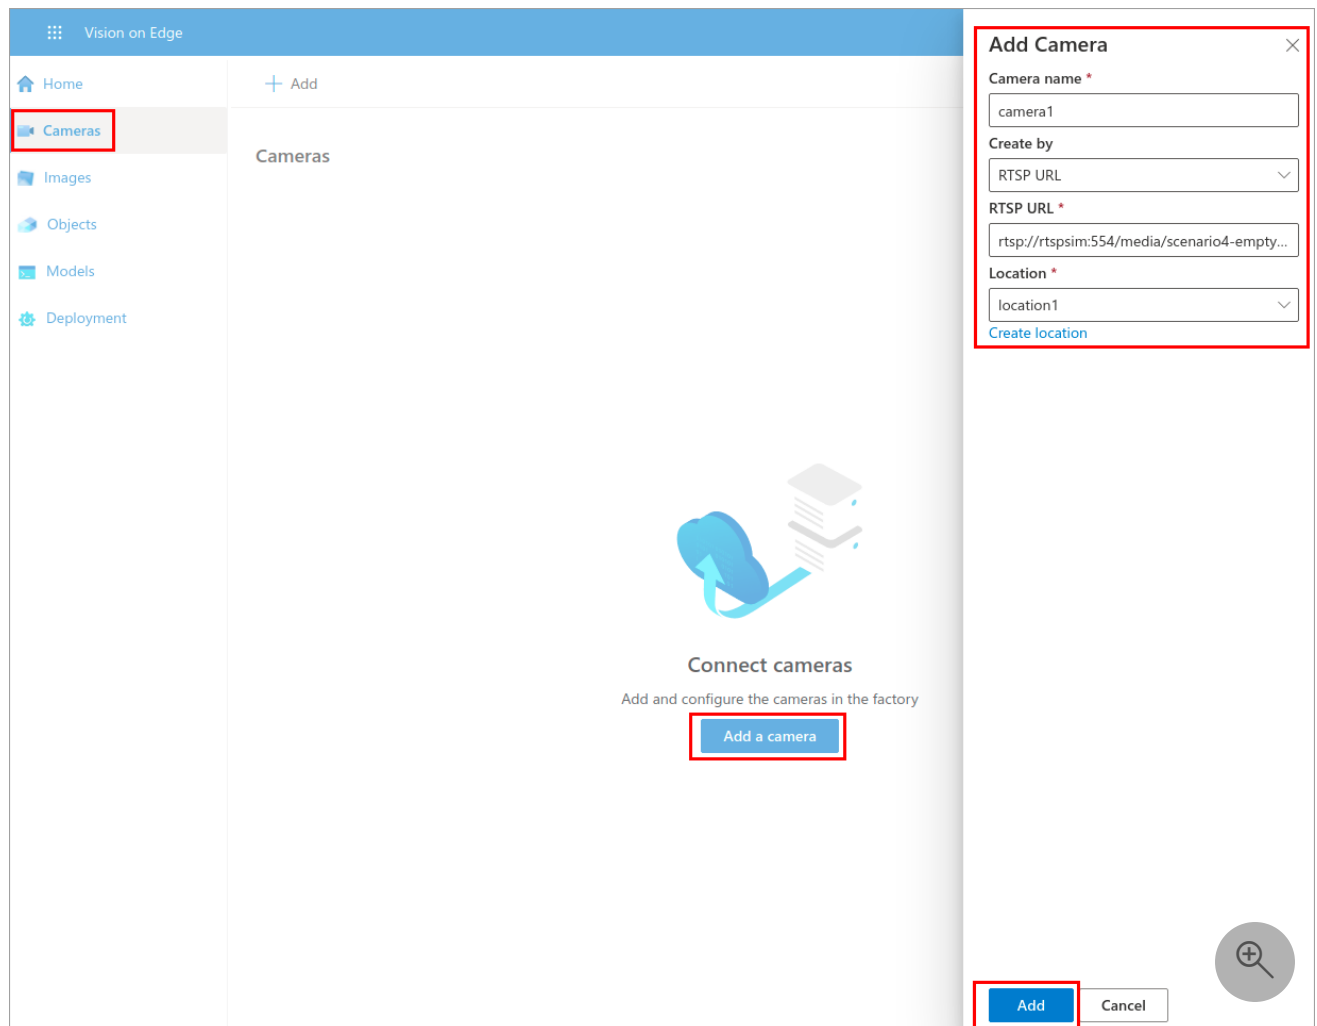 Vision on Edge
Home
Cameras
Images
Objects
Models
Deployment
Add
Cameras
Connect cameras
Add and configure the cameras in the factory
Add a camera
Add Camera
Camera name *
camera1
Create by
RTSP URL
RTSP URL *
rtsp://rtspsim:554/media/scenario4-empty...
Location *
location1
Create location
Add
Cancel